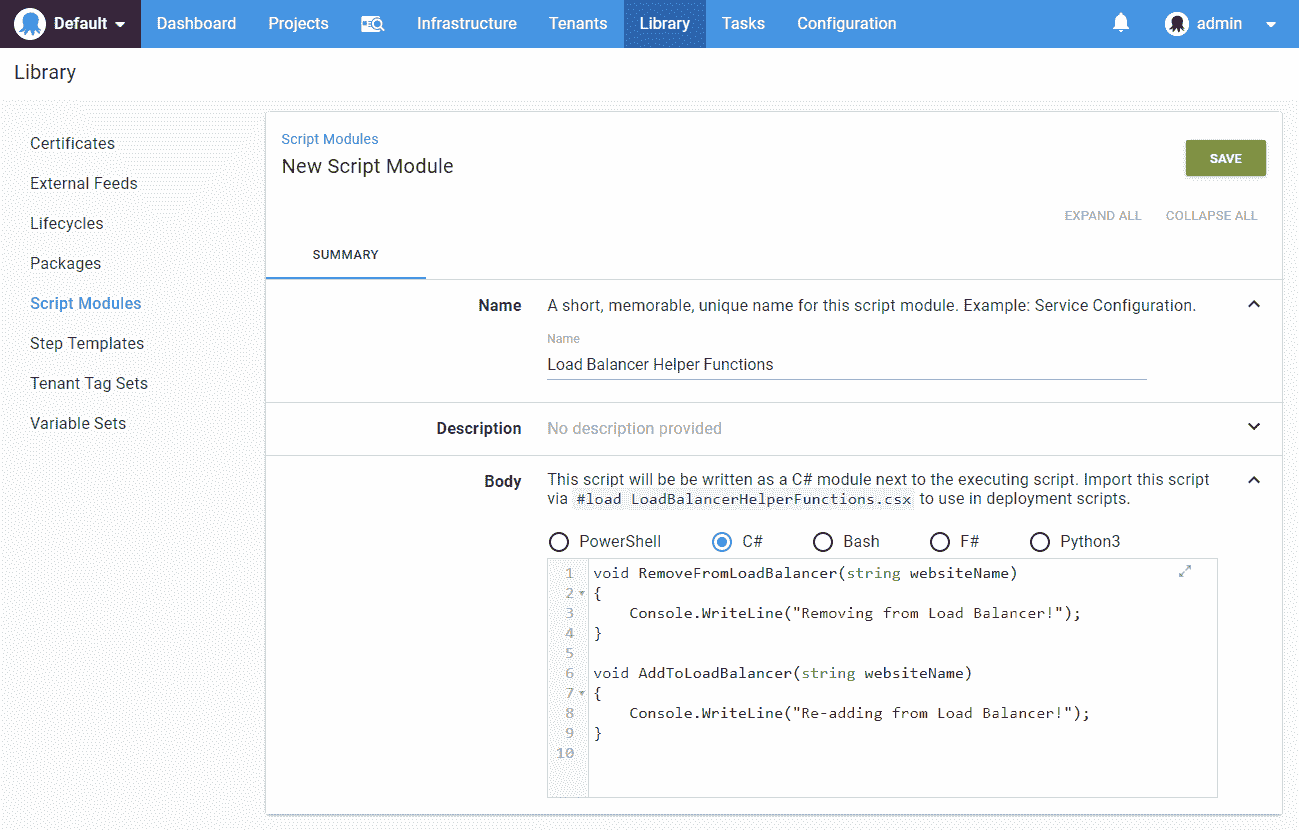 Default Dashboard Projects Infrastructure Tenants Library Tasks Configuration admin
Library
Certificates
External Feeds
Lifecycles
Packages
Script Modules
Step Templates
Tenant Tag Sets
Variable Sets
Script Modules
New Script Module
SAVE
EXPAND ALL COLLAPSE ALL
SUMMARY
Name A short, memorable, unique name for this script module. Example: Service Configuration.
Name
Load Balancer Helper Functions
Description No description provided
Body This script will be be written as a C# module next to the executing script. Import this script
via #load LoadBalancerHelperFunctions.csx to use in deployment scripts.
PowerShell C# Bash F# Python3
1 void RemoveFromLoadBalancer(string websiteName)
2 {
3 Console.WriteLine("Removing from Load Balancer!");
4 }
5
6 void AddToLoadBalancer(string websiteName)
7 {
8 Console.WriteLine("Re-adding from Load Balancer!");
9 }
10